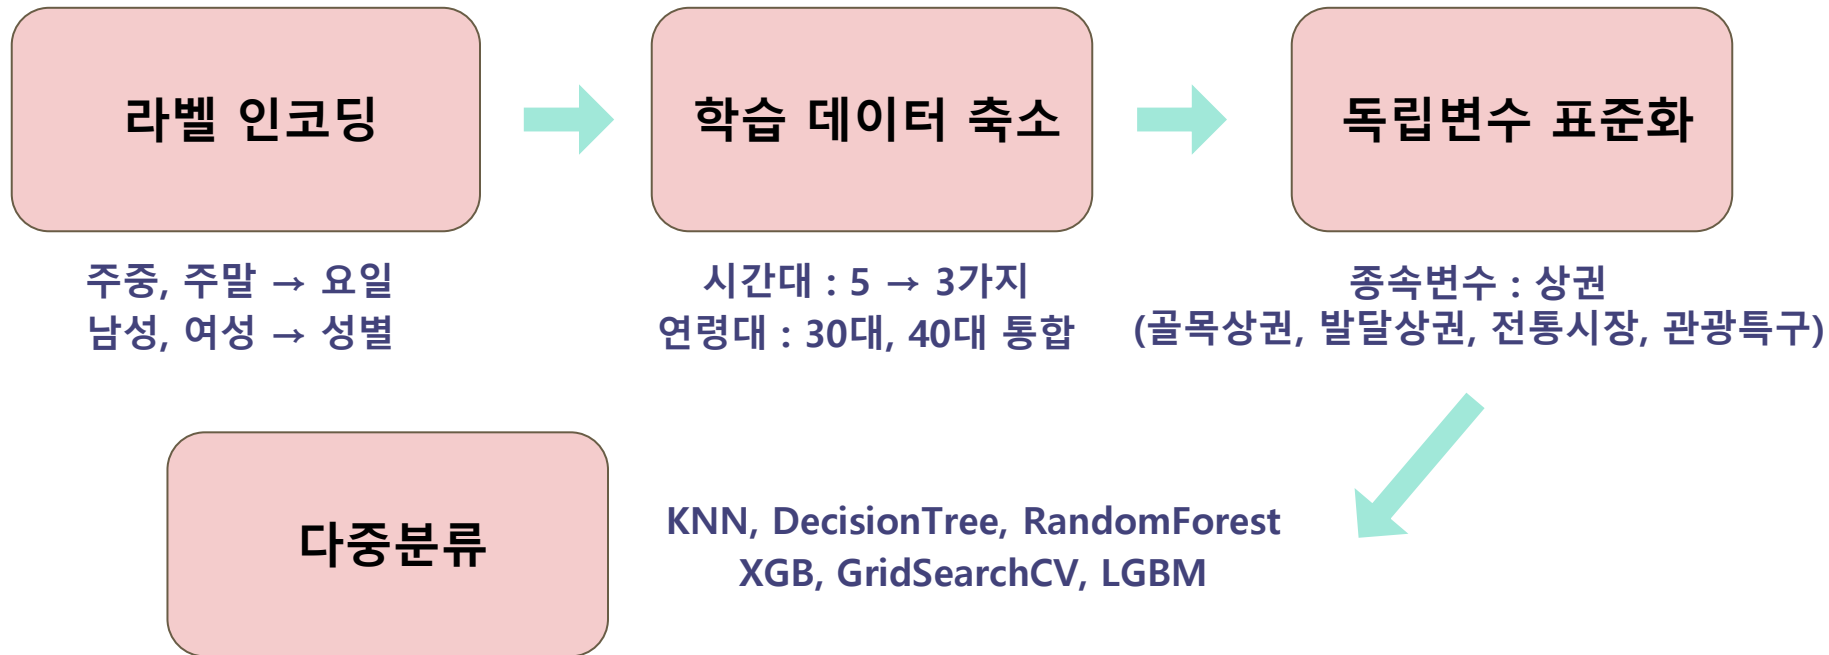 라벨 인코딩
학습 데이터 축소
독립변수 표준화
주중, 주말 → 요일
남성, 여성 → 성별
시간대 : 5 → 3가지
연령대 : 30대, 40대 통합
종속변수 : 상권
(골목상권, 발달상권, 전통시장, 관광특구)
다중분류
KNN, DecisionTree, RandomForest
XGB, GridSearchCV, LGBM